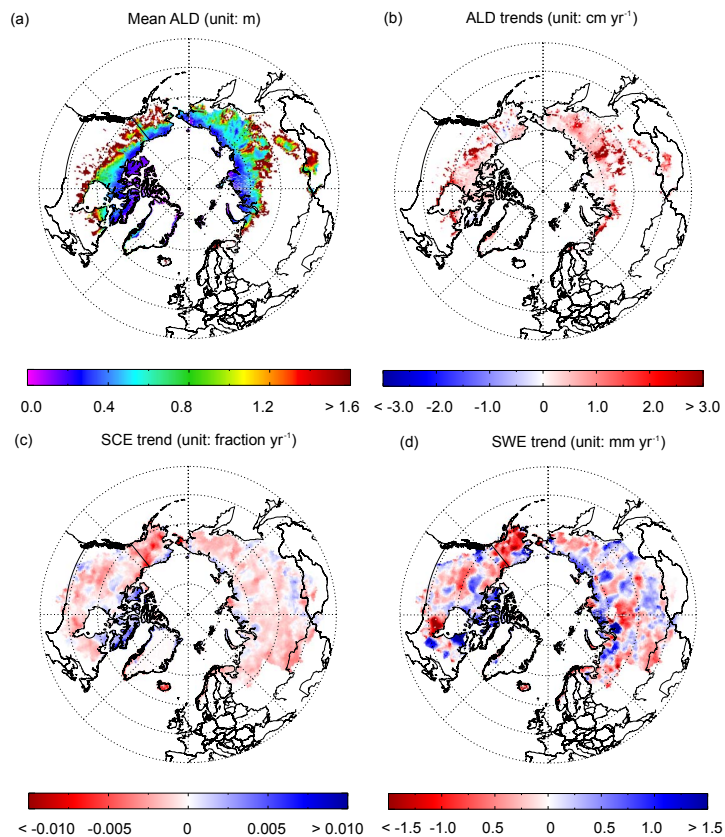 (a) Mean ALD (unit: m)
(b) ALD trends (unit: cm yr⁻¹)
0.0 0.4 0.8 1.2 > 1.6
< -3.0 -2.0 -1.0 0 1.0 2.0 > 3.0
(c) SCE trend (unit: fraction yr⁻¹)
(d) SWE trend (unit: mm yr⁻¹)
< -0.010 -0.005 0 0.005 > 0.010
< -1.5 -1.0 0.5 0 0.5 1.0 > 1.5